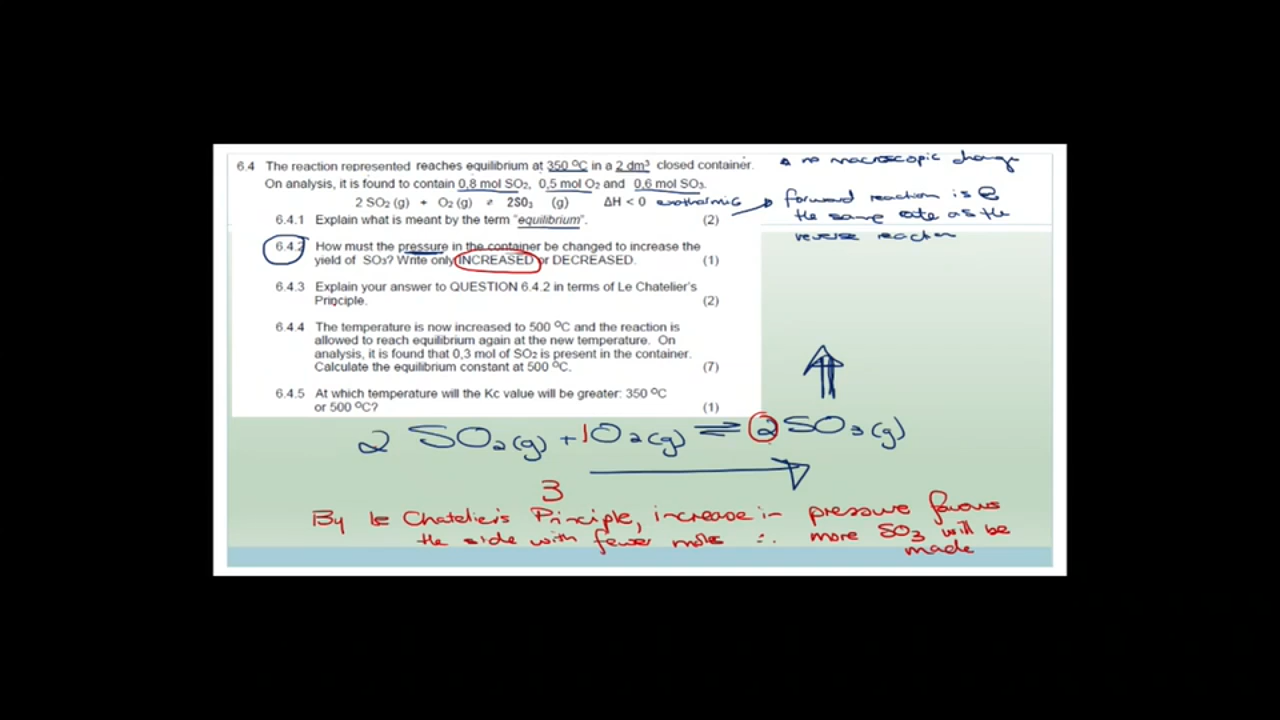 6.4 The reaction represented reaches equilibrium at 350 ºC in a 2 dm³ closed container.
On analysis, it is found to contain 0,8 mol SO₂, 0,5 mol O₂ and 0,6 mol SO₃.
2 SO₂ (g) + O₂ (g) ⇌ 2SO₃ (g) ΔH < 0 exothermic
6.4.1 Explain what is meant by the term "equilibrium". (2)
no macroscopic change
forward reaction is @
the same rate as the
reverse reaction
6.4.2 How must the pressure in the container be changed to increase the
yield of SO₃? Write only INCREASED or DECREASED. (1)
6.4.3 Explain your answer to QUESTION 6.4.2 in terms of Le Chatelier's
Principle. (2)
6.4.4 The temperature is now increased to 500 ºC and the reaction is
allowed to reach equilibrium again at the new temperature. On
analysis, it is found that 0,3 mol of SO₂ is present in the container.
Calculate the equilibrium constant at 500 ºC. (7)
6.4.5 At which temperature will the Kc value will be greater: 350 ºC
or 500 ºC? (1)
2 SO₂(g) + 1O₂(g) ⇌ 2SO₃(g)
3
By le Chatelier's Principle, increase in pressure favours
the side with fewer moles ∴ more SO₃ will be
made